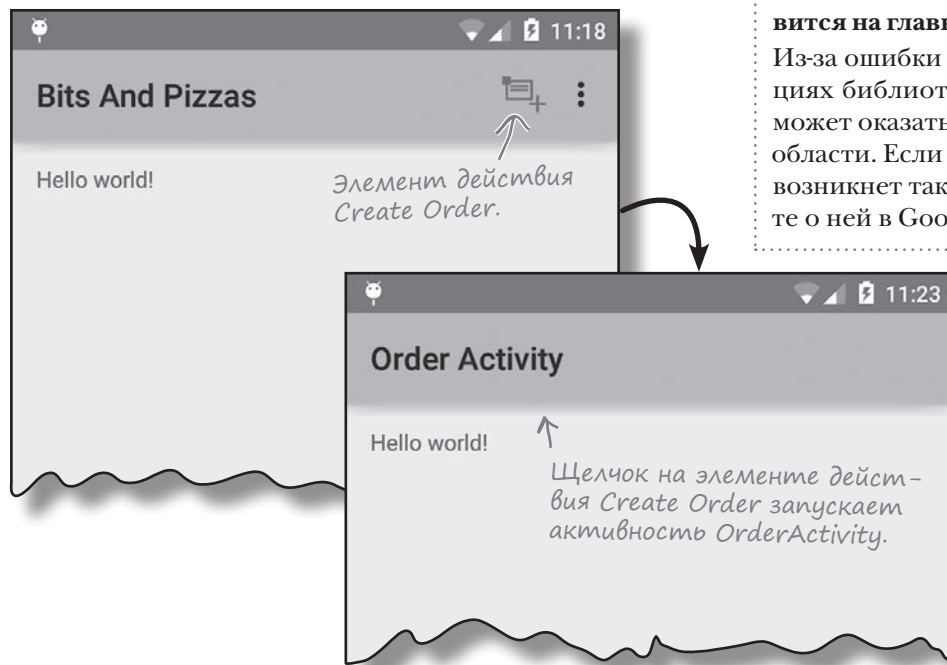 11:18
Bits And Pizzas
Hello world!
Элемент действия
Create Order.
вится на главн
Из-за ошибки
циях библиот
может оказать
области. Если
возникнет так
те о ней в Goo
11:23
Order Activity
Hello world!
Щелчок на элементе дейст-
вия Create Order запускает
активность OrderActivity.